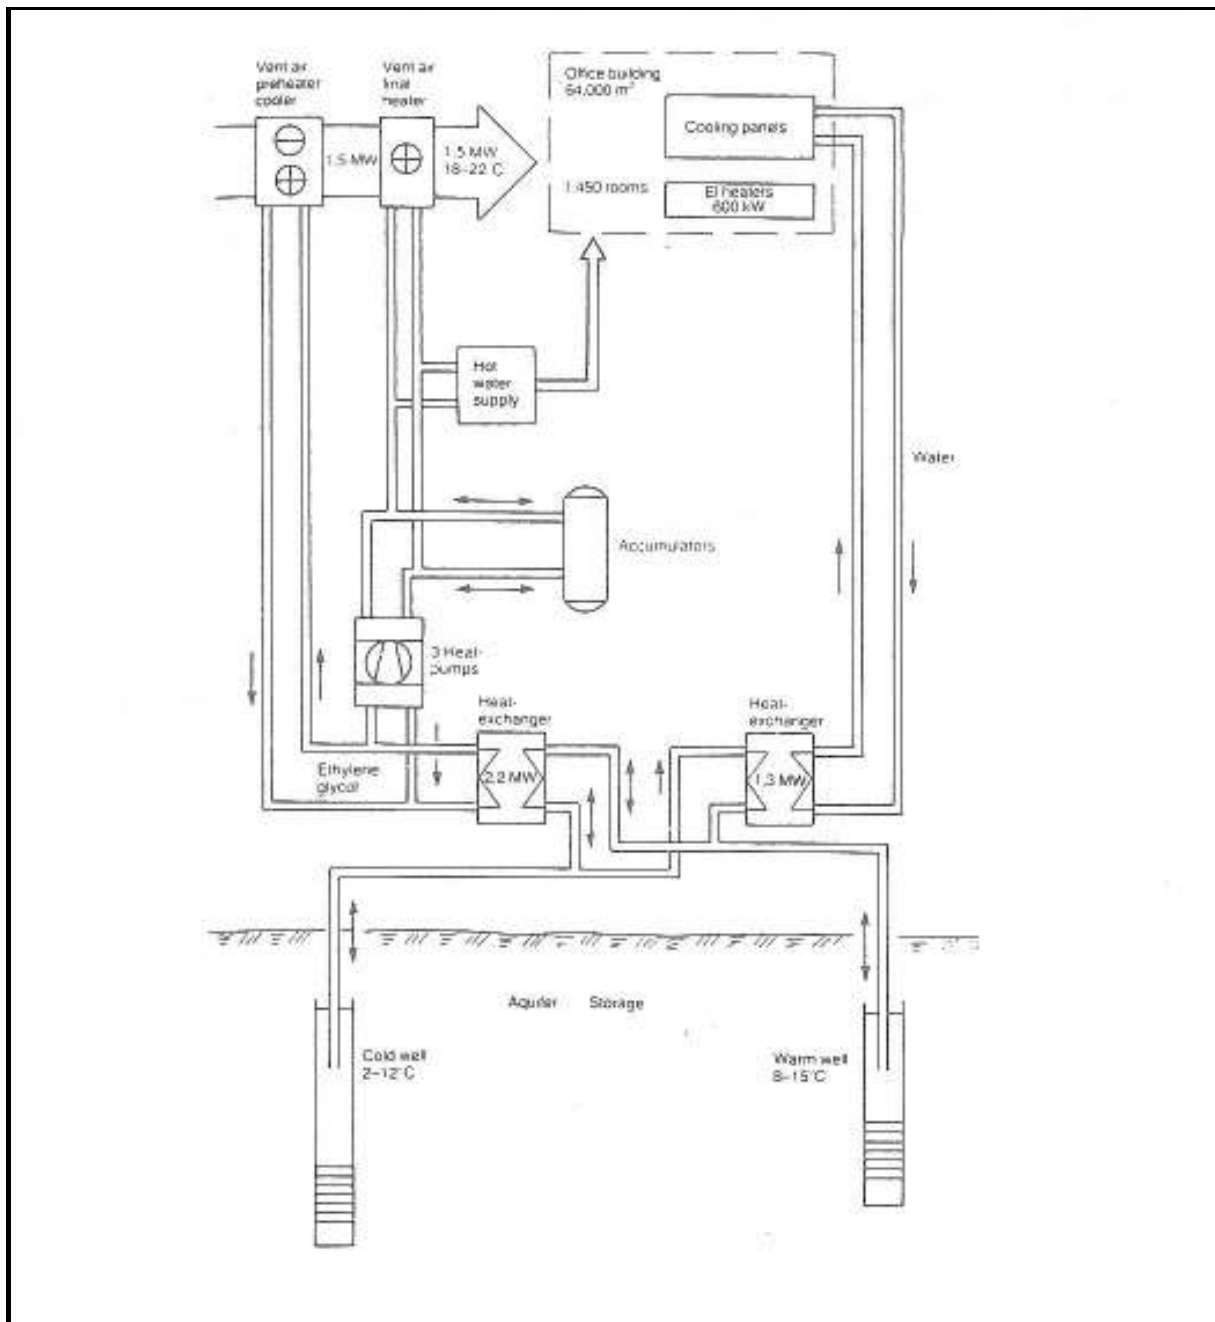 Vent air
preheater
cooler
Vent air
final
heater
Office building
64.000 m²
Cooling panels
1.5 MW
1.5 MW
18-22 C
1.450 rooms
El heaters
600 kW
Hot
water
supply
Water
Accumulators
3 Heat-
pumps
Heat-
exchanger
Heat-
exchanger
Ethylene
glycol
2,2 MW
1,3 MW
Aquifer Storage
Cold well
2-12°C
Warm well
8-15°C